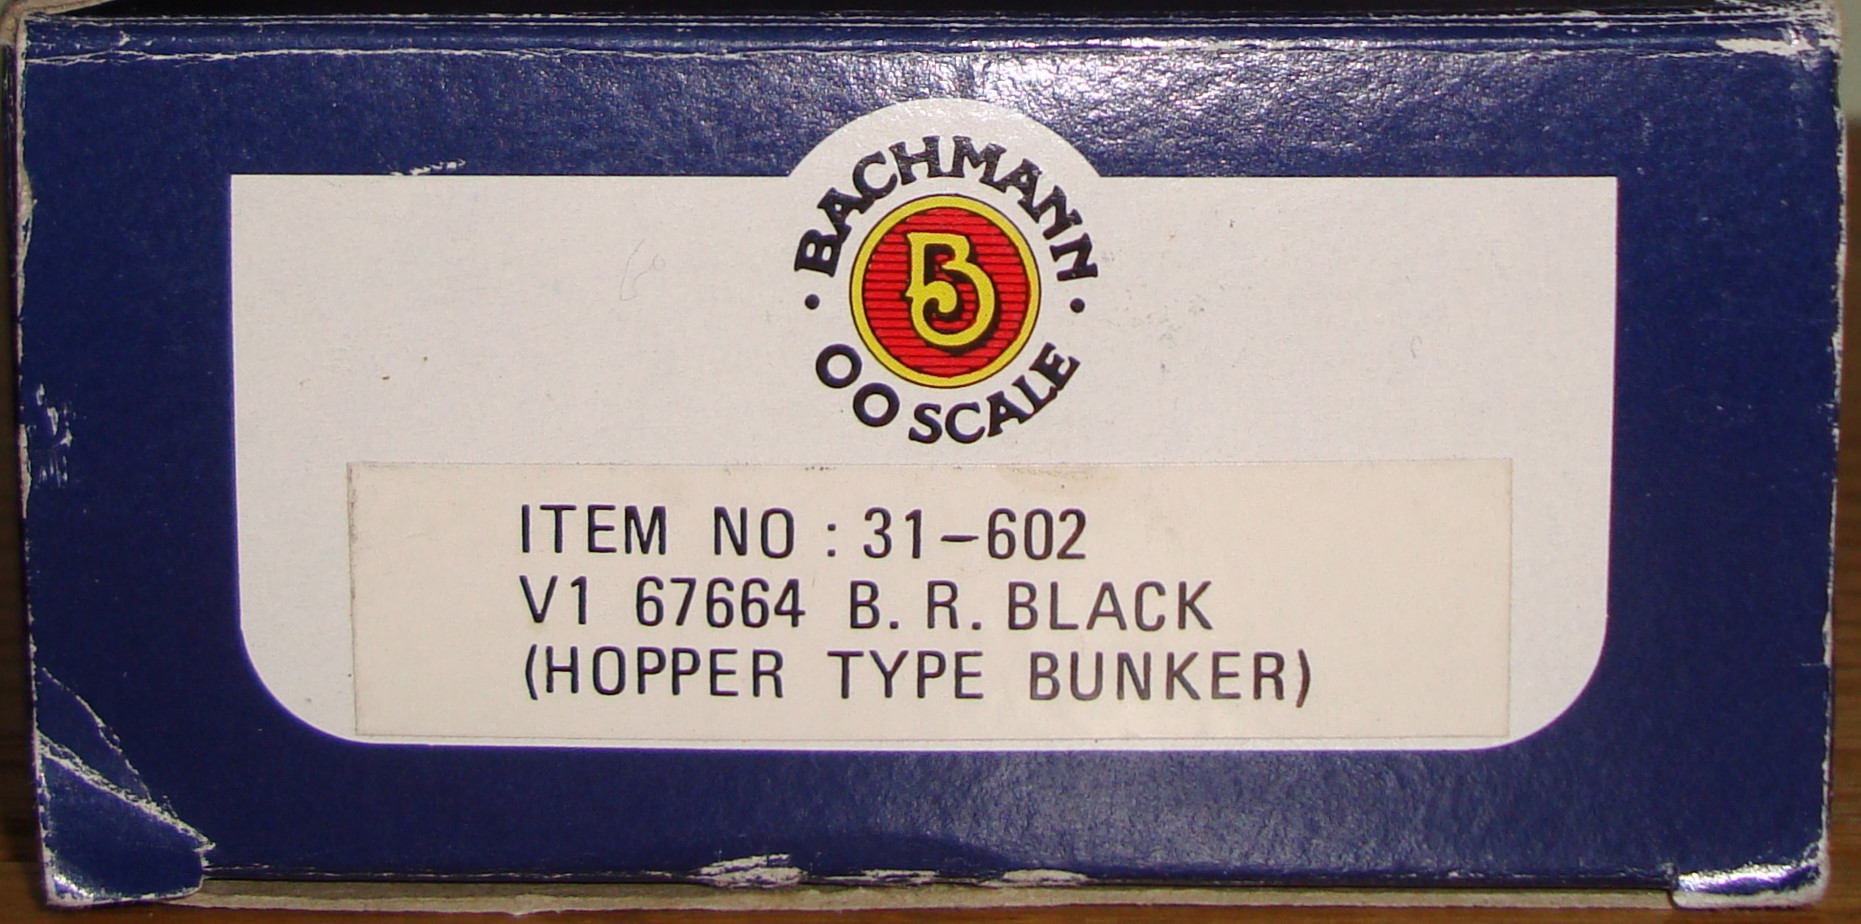 BACHMANN
B
OO SCALE
ITEM NO : 31-602
V1 67664 B. R. BLACK
(HOPPER TYPE BUNKER)